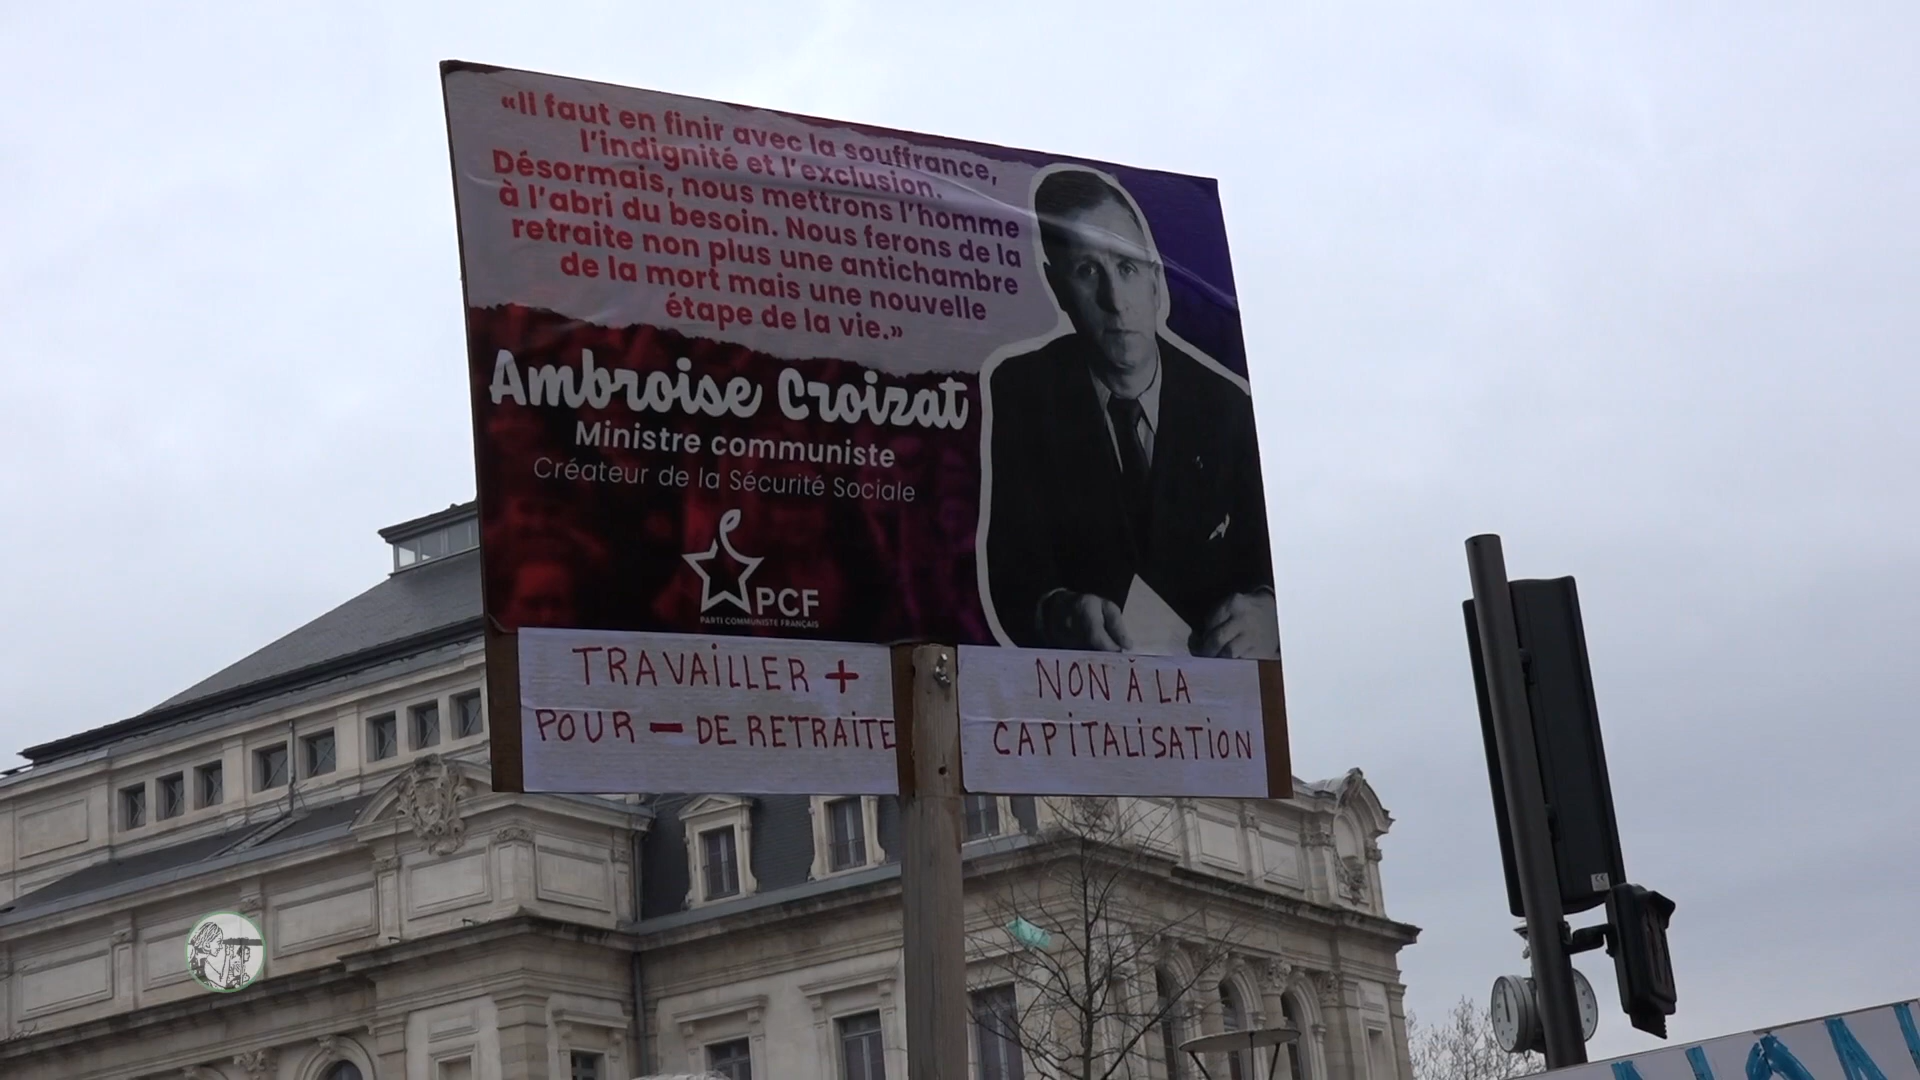 «Il faut en finir avec la souffrance,
l'indignité et l'exclusion.
Désormais, nous mettrons l'homme
à l'abri du besoin. Nous ferons de la
retraite non plus une antichambre
de la mort mais une nouvelle
étape de la vie.»
Ambroise Croizat
Ministre communiste
Créateur de la Sécurité Sociale
PCF
PARTI COMMUNISTE FRANÇAIS
TRAVAiLLER +
POUR - DE RETRAITE
NON À LA
CAPiTALiSATiON
CE